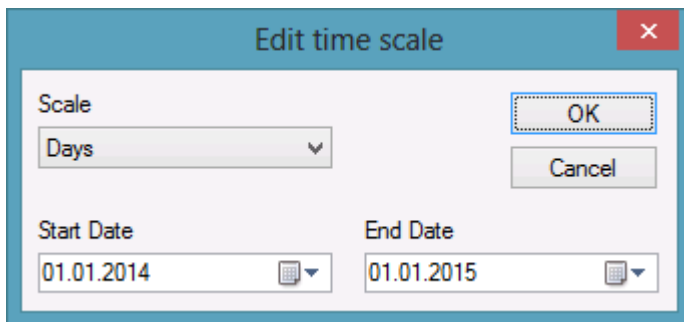 Edit time scale
Scale
OK
Days
Cancel
Start Date
End Date
01.01.2014
01.01.2015